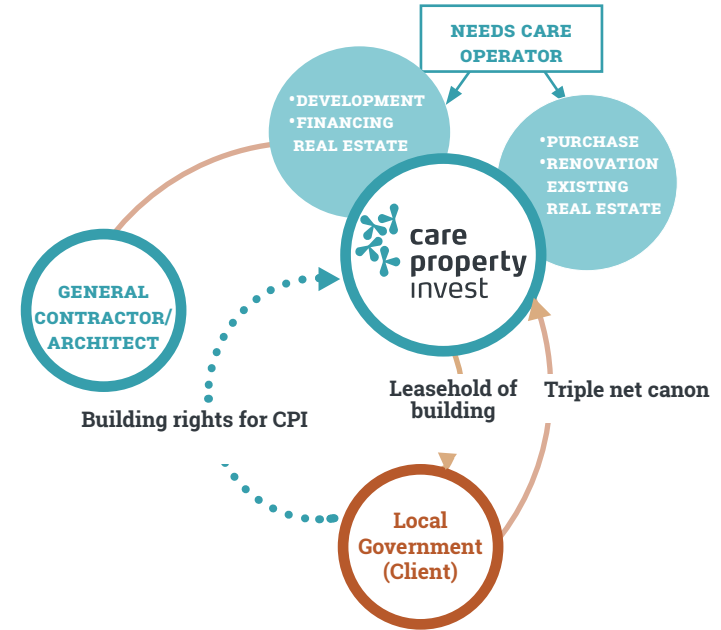 NEEDS CARE
OPERATOR
•DEVELOPMENT
•FINANCING
REAL ESTATE
•PURCHASE
•RENOVATION
EXISTING
REAL ESTATE
care
property
invest
GENERAL
CONTRACTOR/
ARCHITECT
Leasehold of
building
Triple net canon
Building rights for CPI
Local
Government
(Client)